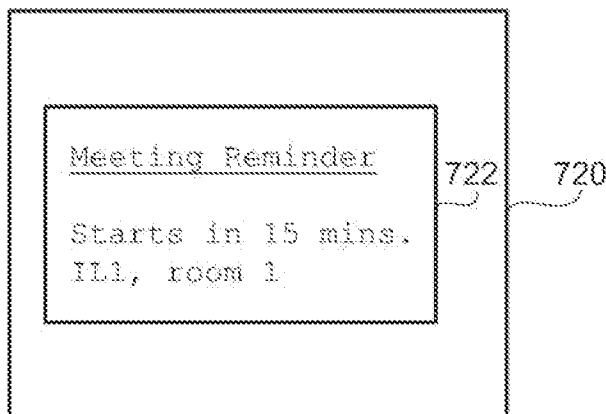 Meeting Reminder
722
720
Starts in 15 mins.
IL1, room 1